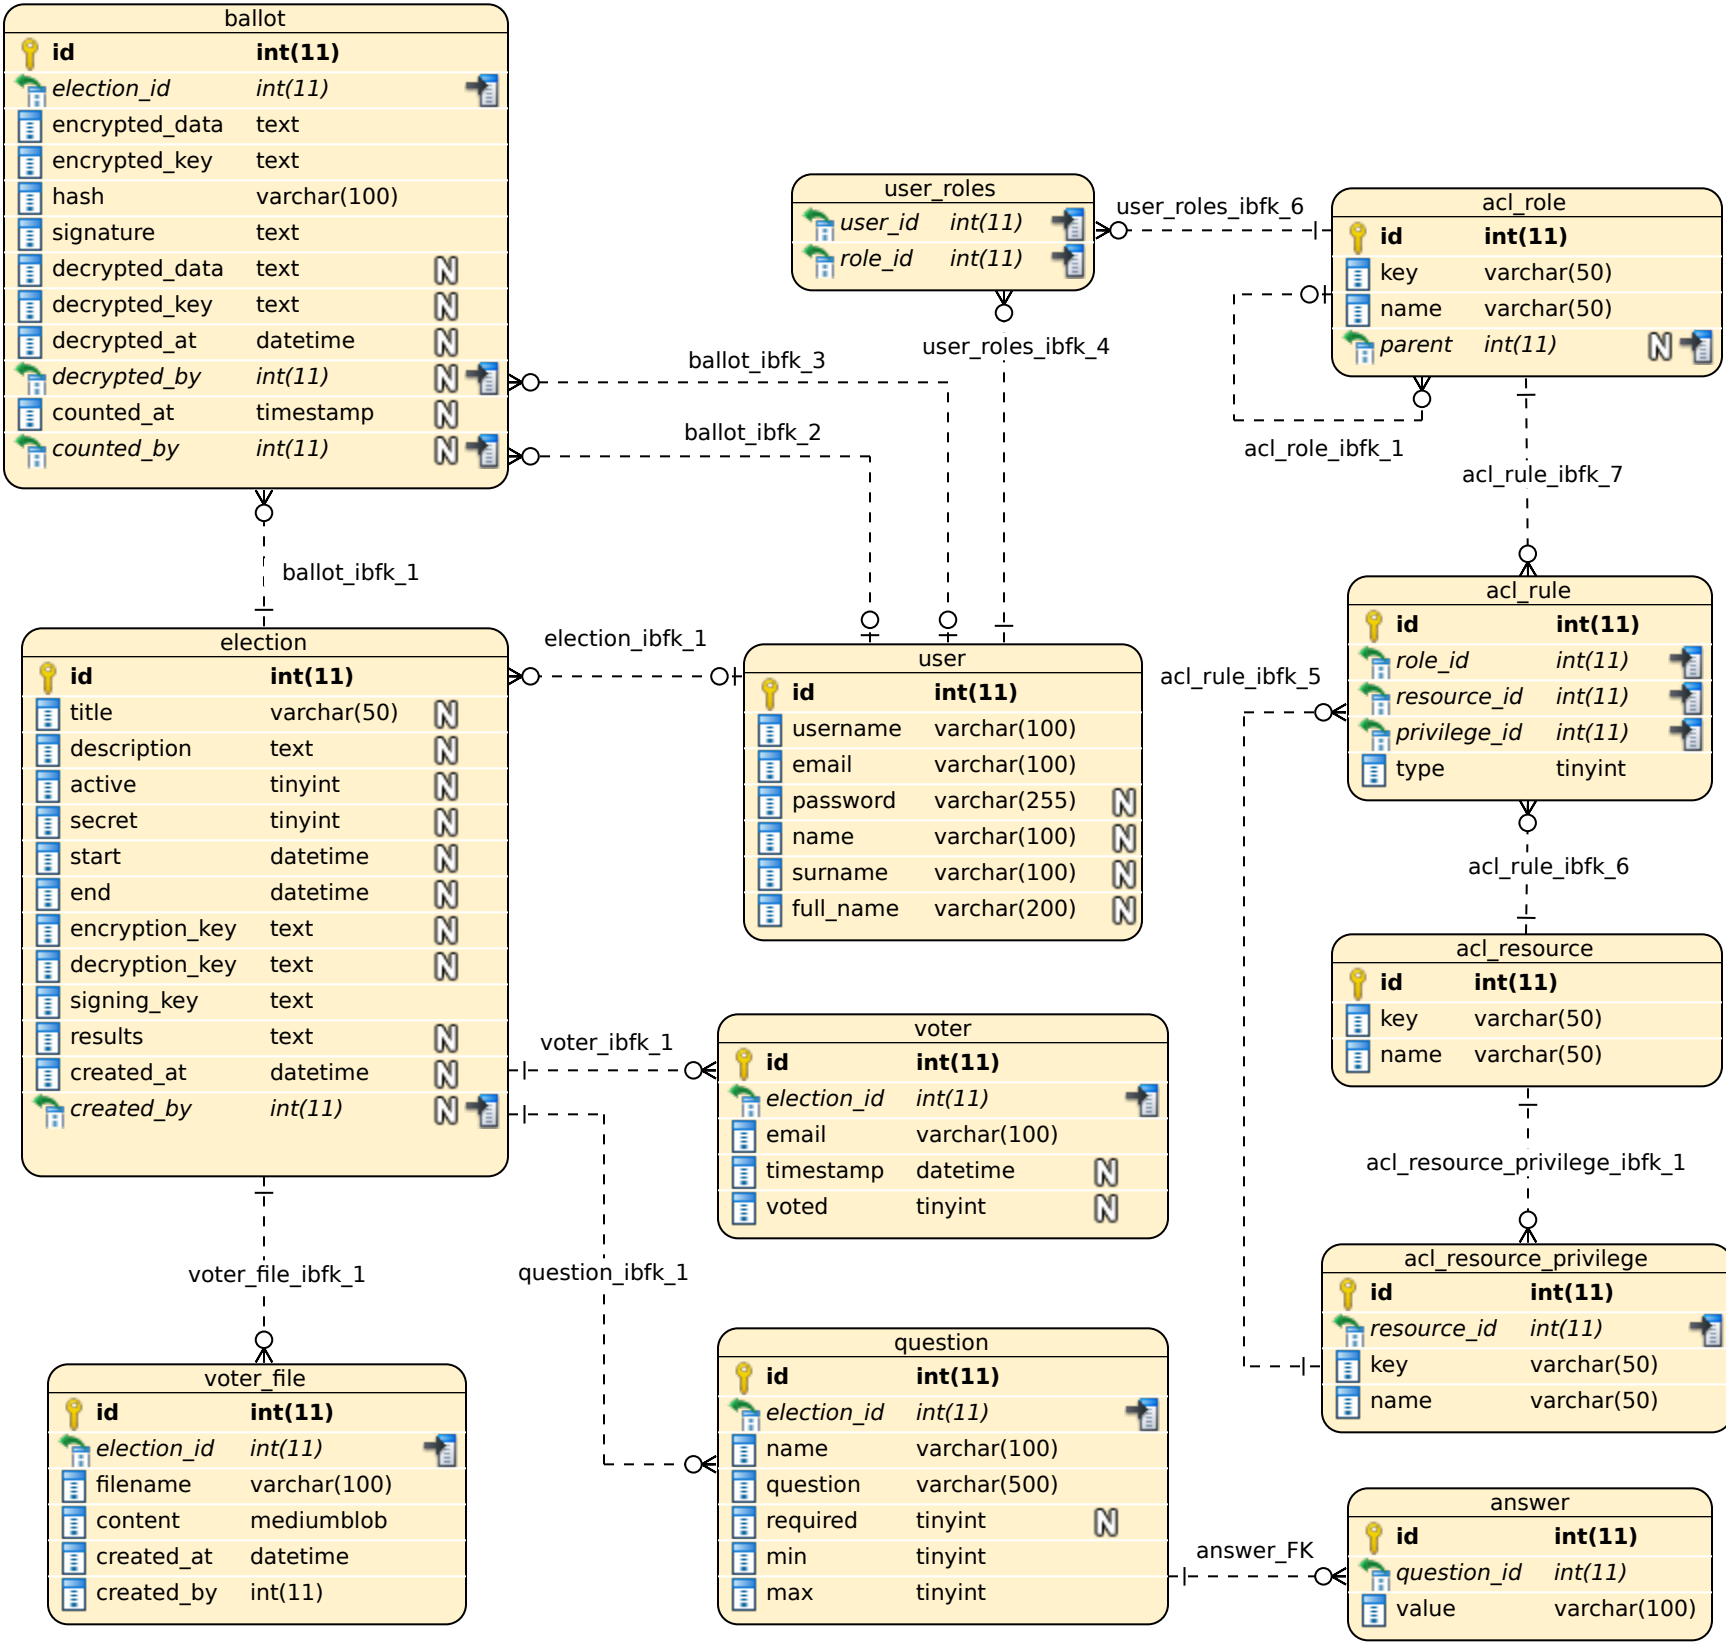 ballot
id int(11)
election_id int(11)
encrypted_data text
encrypted_key text
hash varchar(100)
signature text
decrypted_data text N
decrypted_key text N
decrypted_at datetime N
decrypted_by int(11) N
counted_at timestamp N
counted_by int(11) N
ballot_ibfk_3
ballot_ibfk_2
ballot_ibfk_1
user_roles
user_id int(11)
role_id int(11)
user_roles_ibfk_6
user_roles_ibfk_4
acl_role
id int(11)
key varchar(50)
name varchar(50)
parent int(11) N
acl_role_ibfk_1
acl_rule_ibfk_7
election
id int(11)
title varchar(50) N
description text N
active tinyint N
secret tinyint N
start datetime N
end datetime N
encryption_key text N
decryption_key text N
signing_key text
results text N
created_at datetime N
created_by int(11) N
election_ibfk_1
user
id int(11)
username varchar(100)
email varchar(100)
password varchar(255) N
name varchar(100) N
surname varchar(100) N
full_name varchar(200) N
acl_rule_ibfk_5
acl_rule
id int(11)
role_id int(11)
resource_id int(11)
privilege_id int(11)
type tinyint
acl_rule_ibfk_6
acl_resource
id int(11)
key varchar(50)
name varchar(50)
acl_resource_privilege_ibfk_1
voter_ibfk_1
voter
id int(11)
election_id int(11)
email varchar(100)
timestamp datetime N
voted tinyint N
voter_file_ibfk_1
question_ibfk_1
acl_resource_privilege
id int(11)
resource_id int(11)
key varchar(50)
name varchar(50)
voter_file
id int(11)
election_id int(11)
filename varchar(100)
content mediumblob
created_at datetime
created_by int(11)
question
id int(11)
election_id int(11)
name varchar(100)
question varchar(500)
required tinyint N
min tinyint
max tinyint
answer_FK
answer
id int(11)
question_id int(11)
value varchar(100)